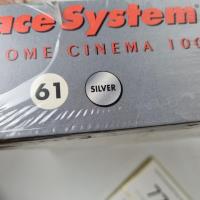 ace System®
OME CINEMA 100
61
SILVER